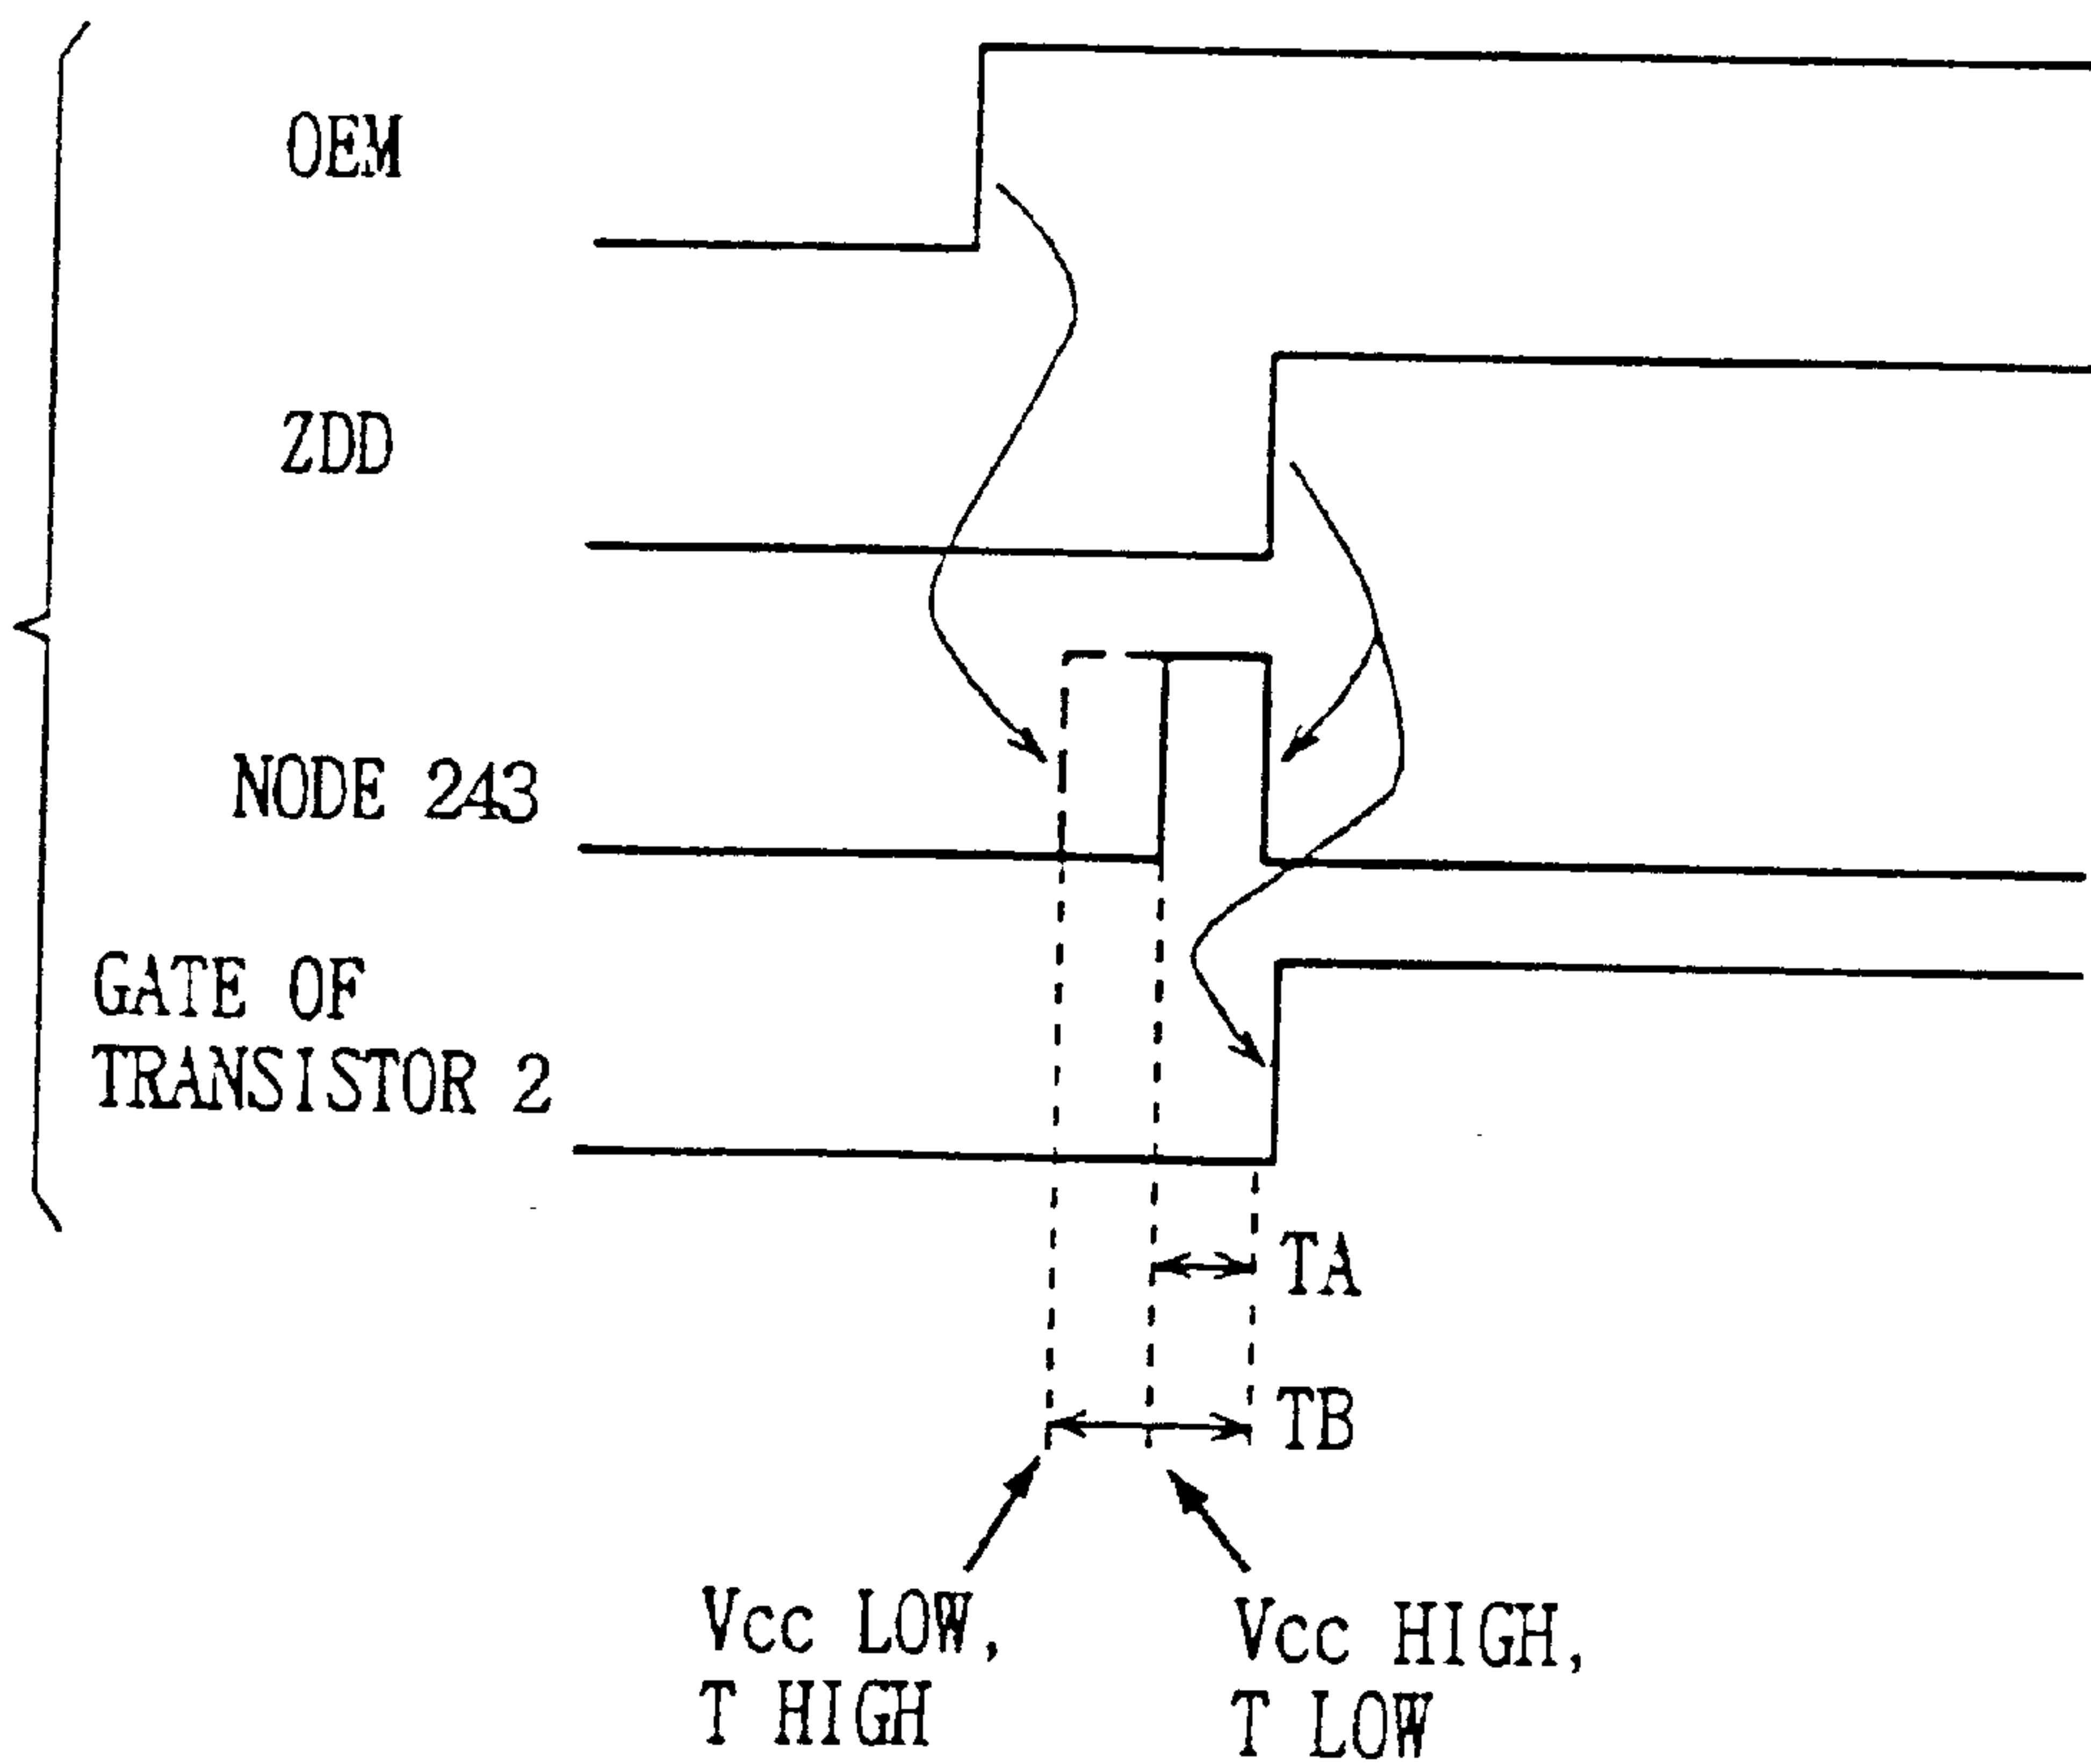 OEM
ZDD
NODE 243
GATE OF
TRANSISTOR 2
TA
TB
Vcc LOW,
T HIGH
Vcc HIGH,
T LOW